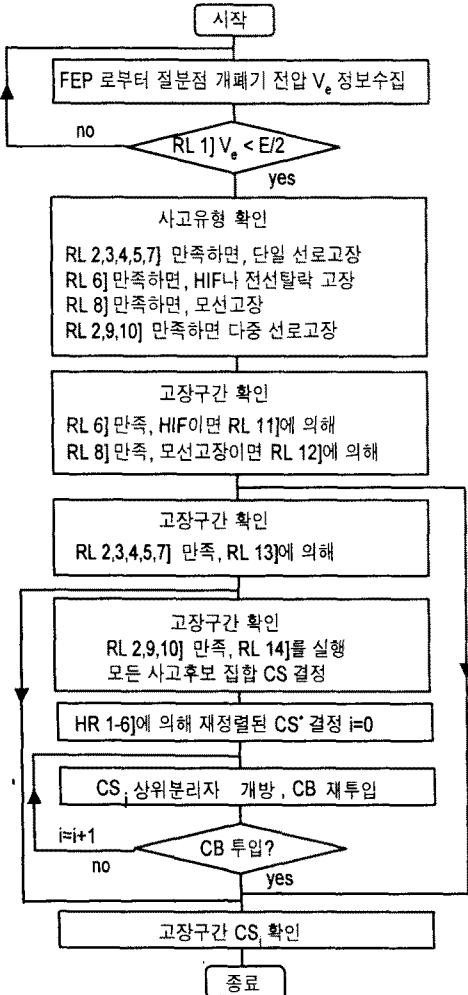 시작
FEP 로부터 절분점 개폐기 전압 Ve 정보수집
no
RL 1] Ve < E/2
yes
사고유형 확인
RL 2,3,4,5,7] 만족하면, 단일 선로고장
RL 6] 만족하면, HIF나 전선탈락 고장
RL 8] 만족하면, 모선고장
RL 2,9,10] 만족하면 다중 선로고장
고장구간 확인
RL 6] 만족, HIF이면 RL 11]에 의해
RL 8] 만족, 모선고장이면 RL 12]에 의해
고장구간 확인
RL 2,3,4,5,7] 만족, RL 13]에 의해
고장구간 확인
RL 2,9,10] 만족, RL 14]를 실행
모든 사고후보 집합 CS 결정
HR 1-6]에 의해 재정렬된 CS* 결정 i=0
CSi 상위분리자 개방, CB 재투입
i=i+1
CB 투입?
no
yes
고장구간 CSi 확인
종료